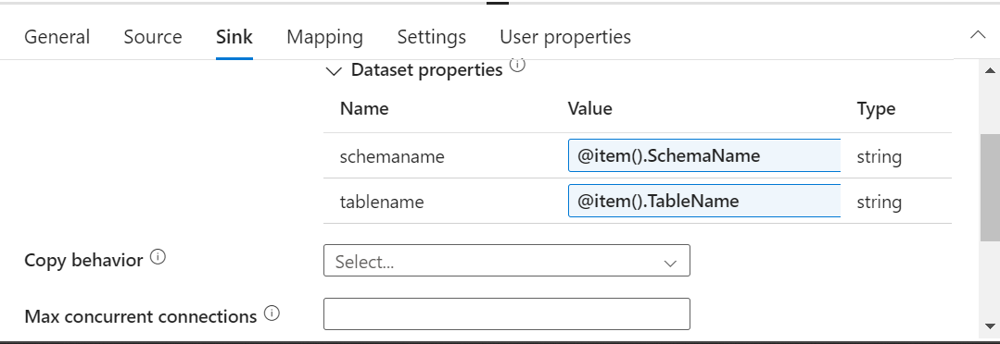 General Source Sink Mapping Settings User properties
Dataset properties
Name Value Type
schemaname @item().SchemaName string
tablename @item().TableName string
Copy behavior Select...
Max concurrent connections